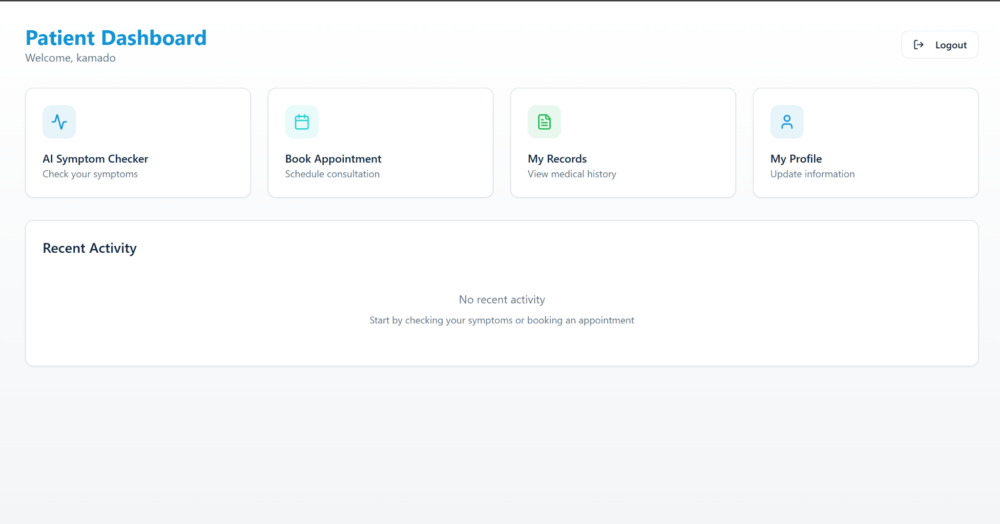 Patient Dashboard
Welcome, kamado
Logout
AI Symptom Checker
Check your symptoms
Book Appointment
Schedule consultation
My Records
View medical history
My Profile
Update information
Recent Activity
No recent activity
Start by checking your symptoms or booking an appointment